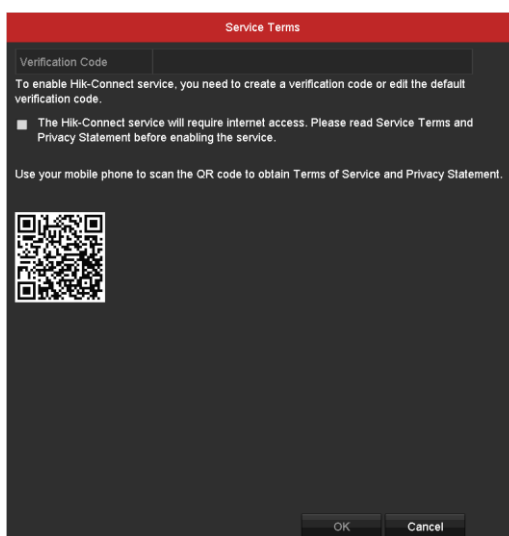 Service Terms
Verification Code
To enable Hik-Connect service, you need to create a verification code or edit the default
verification code.
The Hik-Connect service will require internet access. Please read Service Terms and
Privacy Statement before enabling the service.
Use your mobile phone to scan the QR code to obtain Terms of Service and Privacy Statement.
OK Cancel